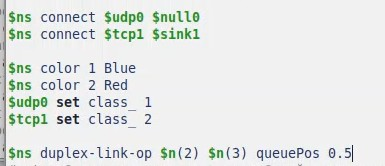 $ns connect $udp0 $null0
$ns connect $tcp1 $sink1
$ns color 1 Blue
$ns color 2 Red
$udp0 set class_ 1
$tcp1 set class_ 2
$ns duplex-link-op $n(2) $n(3) queuePos 0.5